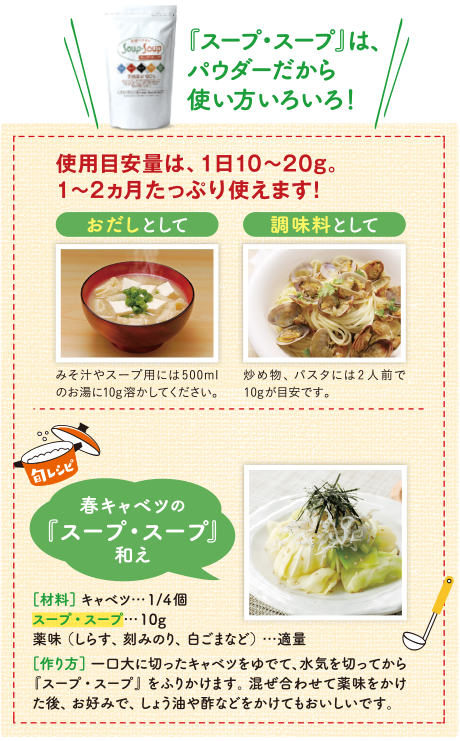 Soup・Soup
『スープ・スープ』は、
パウダーだから
使い方いろいろ！
使用目安量は、1日10〜20g。
1〜2ヵ月たっぷり使えます！
おだしとして
みそ汁やスープ用には500ml
のお湯に10g溶かしてください。
調味料として
炒め物、パスタには2人前で
10gが目安です。
旬レシピ
春キャベツの
『スープ・スープ』
和え
［材料］キャベツ…1/4個
スープ・スープ…10g
薬味（しらす、刻みのり、白ごまなど）…適量
［作り方］一口大に切ったキャベツをゆでて、水気を切ってから
『スープ・スープ』をふりかけます。混ぜ合わせて薬味をかけ
た後、お好みで、しょう油や酢などをかけてもおいしいです。